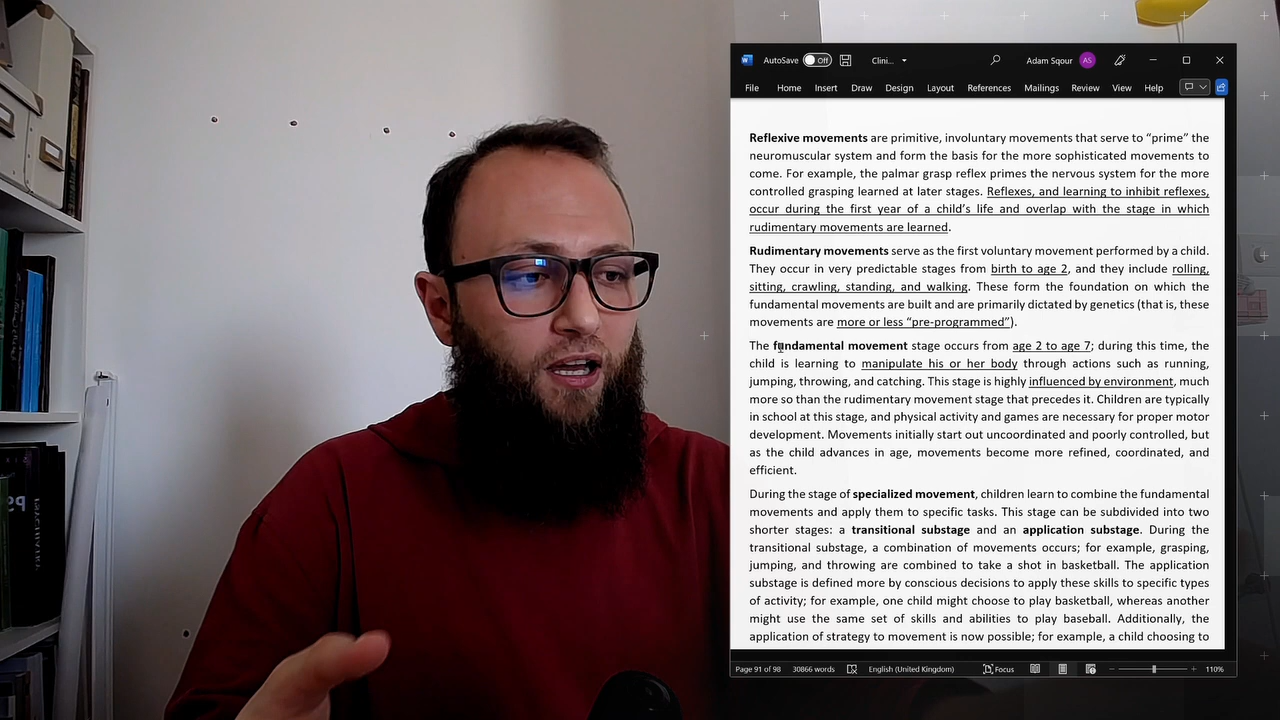 AutoSave Off Clini... Adam Sqour AS
File Home Insert Draw Design Layout References Mailings Review View Help
Reflexive movements are primitive, involuntary movements that serve to “prime” the
neuromuscular system and form the basis for the more sophisticated movements to
come. For example, the palmar grasp reflex primes the nervous system for the more
controlled grasping learned at later stages. Reflexes, and learning to inhibit reflexes,
occur during the first year of a child’s life and overlap with the stage in which
rudimentary movements are learned.
Rudimentary movements serve as the first voluntary movement performed by a child.
They occur in very predictable stages from birth to age 2, and they include rolling,
sitting, crawling, standing, and walking. These form the foundation on which the
fundamental movements are built and are primarily dictated by genetics (that is, these
movements are more or less “pre-programmed”).
The fundamental movement stage occurs from age 2 to age 7; during this time, the
child is learning to manipulate his or her body through actions such as running,
jumping, throwing, and catching. This stage is highly influenced by environment, much
more so than the rudimentary movement stage that precedes it. Children are typically
in school at this stage, and physical activity and games are necessary for proper motor
development. Movements initially start out uncoordinated and poorly controlled, but
as the child advances in age, movements become more refined, coordinated, and
efficient.
During the stage of specialized movement, children learn to combine the fundamental
movements and apply them to specific tasks. This stage can be subdivided into two
shorter stages: a transitional substage and an application substage. During the
transitional substage, a combination of movements occurs; for example, grasping,
jumping, and throwing are combined to take a shot in basketball. The application
substage is defined more by conscious decisions to apply these skills to specific types
of activity; for example, one child might choose to play basketball, whereas another
might use the same set of skills and abilities to play baseball. Additionally, the
application of strategy to movement is now possible; for example, a child choosing to
Page 91 of 98 30866 words English (United Kingdom) Focus 110%